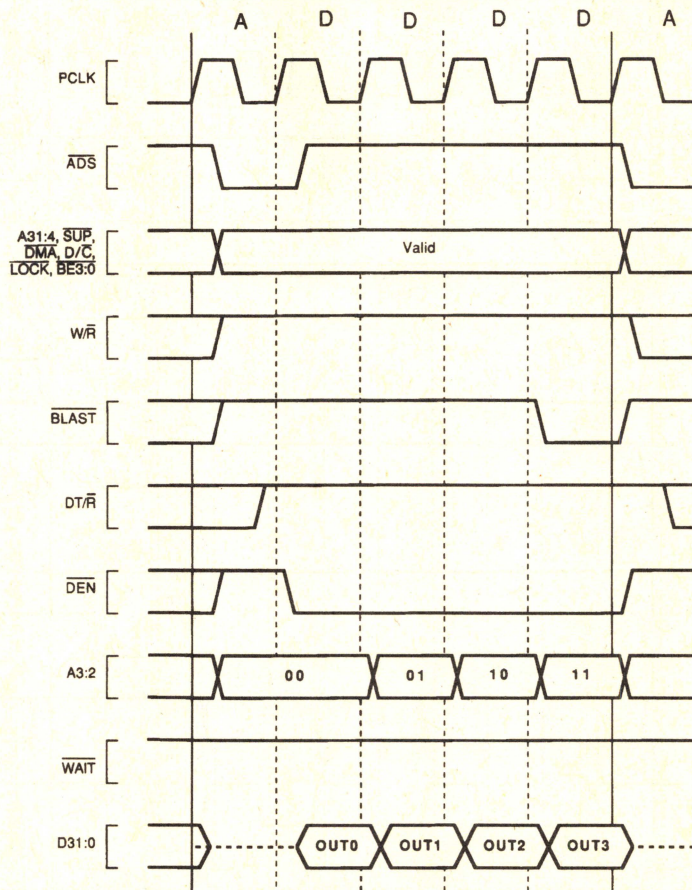 A D D D D A
PCLK
ADS
A31:4, SUP,
DMA, D/C,
LOCK, BE3:0
Valid
W/R
BLAST
DT/R
DEN
A3:2 00 01 10 11
WAIT
D31:0 OUT0 OUT1 OUT2 OUT3